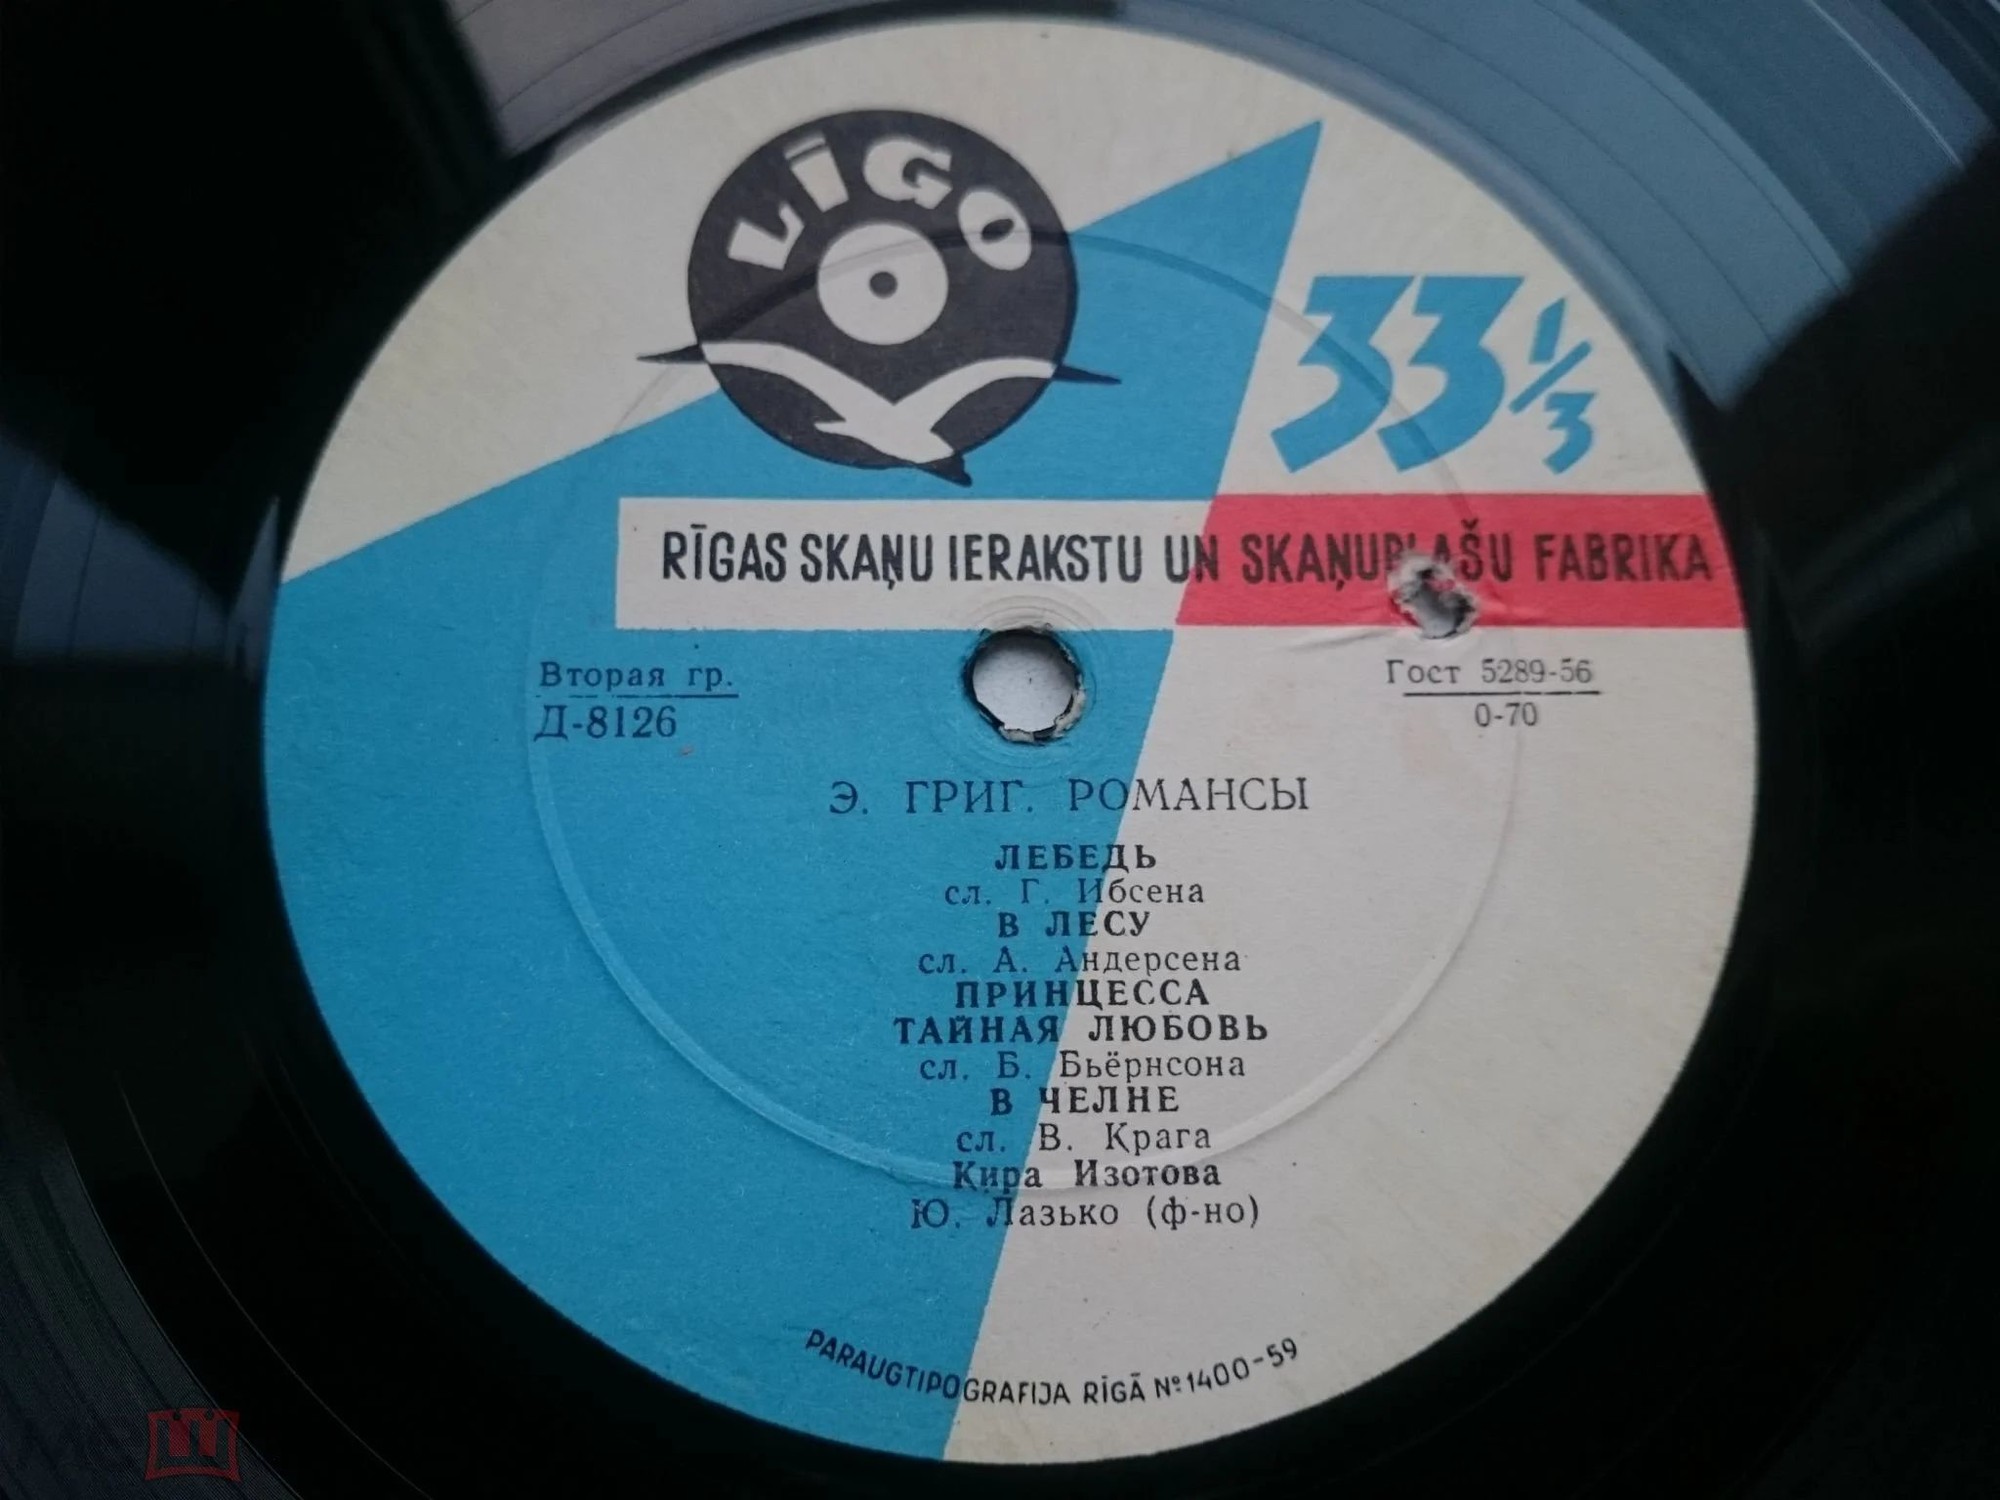 LĪGO
33 1/3
RĪGAS SKAŅU IERAKSTU UN SKAŅUPLAŠU FABRIKA
Вторая гр.
Д-8126
Гост 5289-56
0-70
Э. ГРИГ. РОМАНСЫ
ЛЕБЕДЬ
сл. Г. Ибсена
В ЛЕСУ
сл. А. Андерсена
ПРИНЦЕССА
ТАЙНАЯ ЛЮБОВЬ
сл. Б. Бьёрнсона
В ЧЕЛНЕ
сл. В. Крага
Кира Изотова
Ю. Лазько (ф-но)
PARAUGTIPOGRAFIJA RĪGĀ № 1400-59